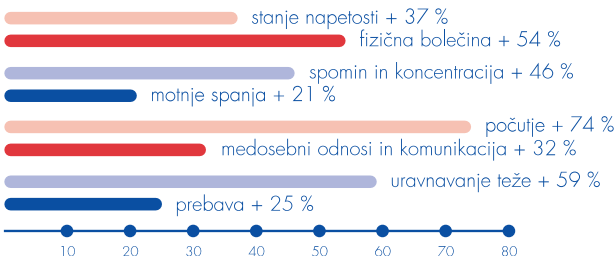 stanje napetosti + 37 %
fizična bolečina + 54 %
spomin in koncentracija + 46 %
motnje spanja + 21 %
počutje + 74 %
medosebni odnosi in komunikacija + 32 %
uravnavanje teže + 59 %
prebava + 25 %
10 20 30 40 50 60 70 80